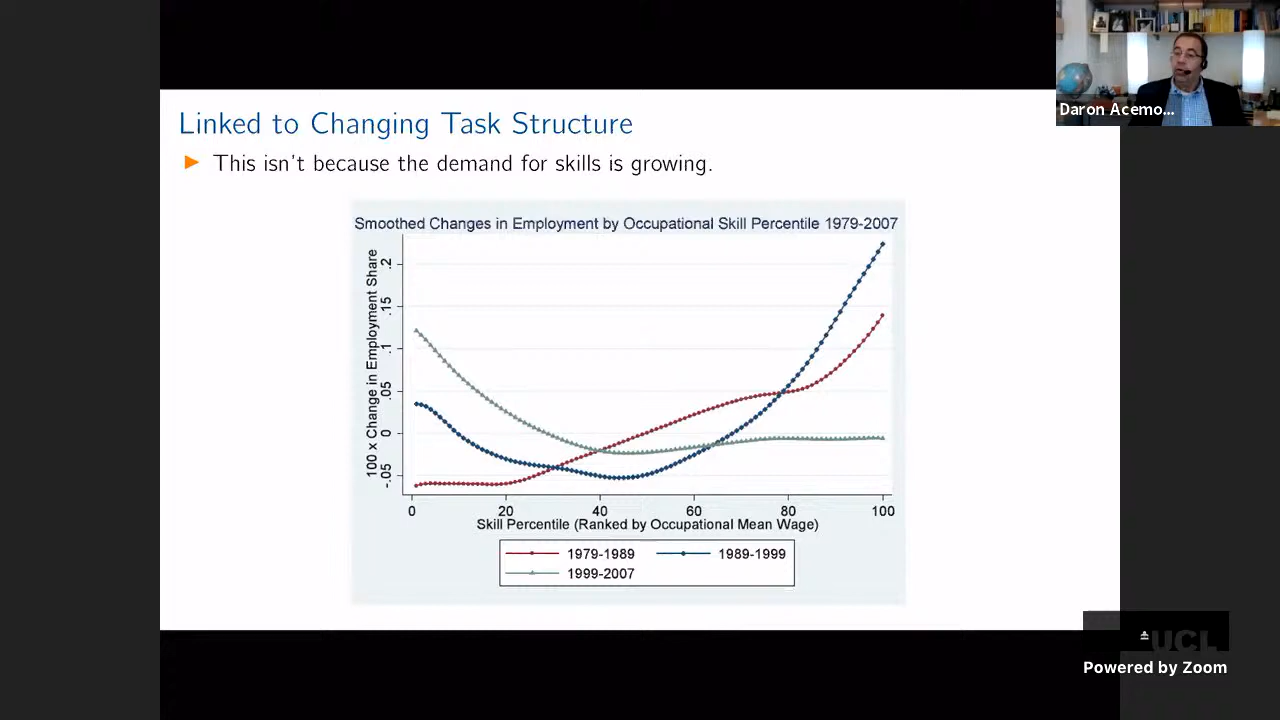 Daron Acemo...
Linked to Changing Task Structure
This isn't because the demand for skills is growing.
Smoothed Changes in Employment by Occupational Skill Percentile 1979-2007
100 x Change in Employment Share
.2
.15
.1
.05
0
-.05
0 20 40 60 80 100
Skill Percentile (Ranked by Occupational Mean Wage)
1979-1989 1989-1999
1999-2007
UCL
Powered by Zoom